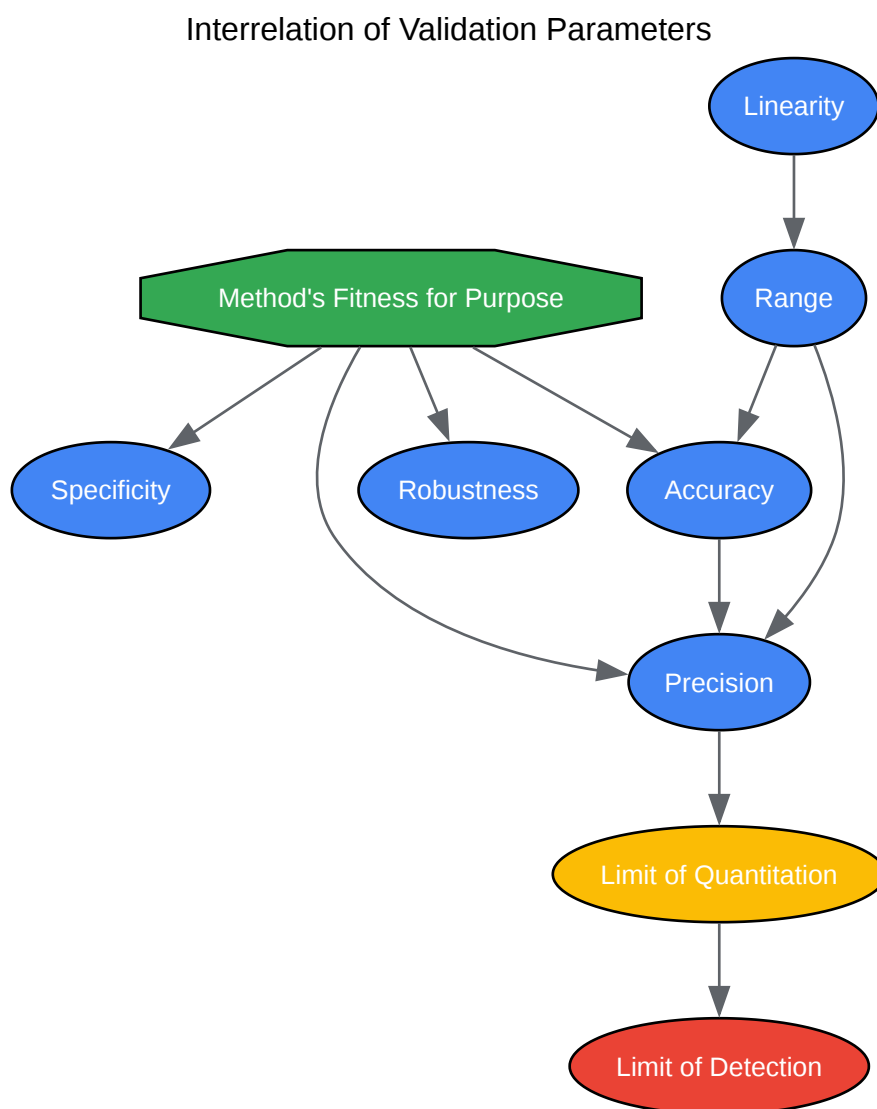 Interrelation of Validation Parameters
Linearity
Method's Fitness for Purpose
Range
Specificity
Robustness
Accuracy
Precision
Limit of Quantitation
Limit of Detection